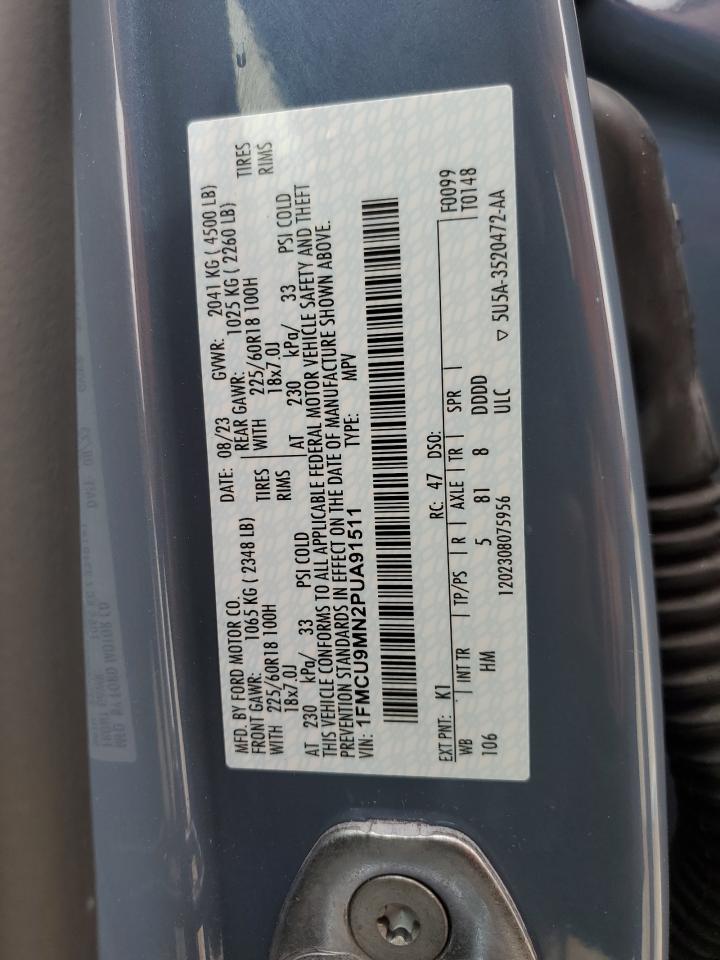 MFD. BY FORD MOTOR CO.
DATE: 08/23 GVWR: 2041 KG ( 4500 LB)
FRONT GAWR: 1065 KG ( 2348 LB) REAR GAWR: 1025 KG ( 2260 LB)
WITH 225/60R18 100H TIRES WITH 225/60R18 100H TIRES
18x7.0J RIMS 18x7.0J RIMS
AT 230 kPa/ 33 PSI COLD AT 230 kPa/ 33 PSI COLD
THIS VEHICLE CONFORMS TO ALL APPLICABLE FEDERAL MOTOR VEHICLE SAFETY AND THEFT
PREVENTION STANDARDS IN EFFECT ON THE DATE OF MANUFACTURE SHOWN ABOVE.
VIN: 1FMCU9MN2PUA91511 TYPE: MPV
EXT PNT: K1 RC: 47 DSO: F0099
WB INT TR TP/PS R AXLE TR SPR T0148
106 HM 5 81 8 DDDD
1202308075956 ULC
▽ 5U5A-3520472-AA